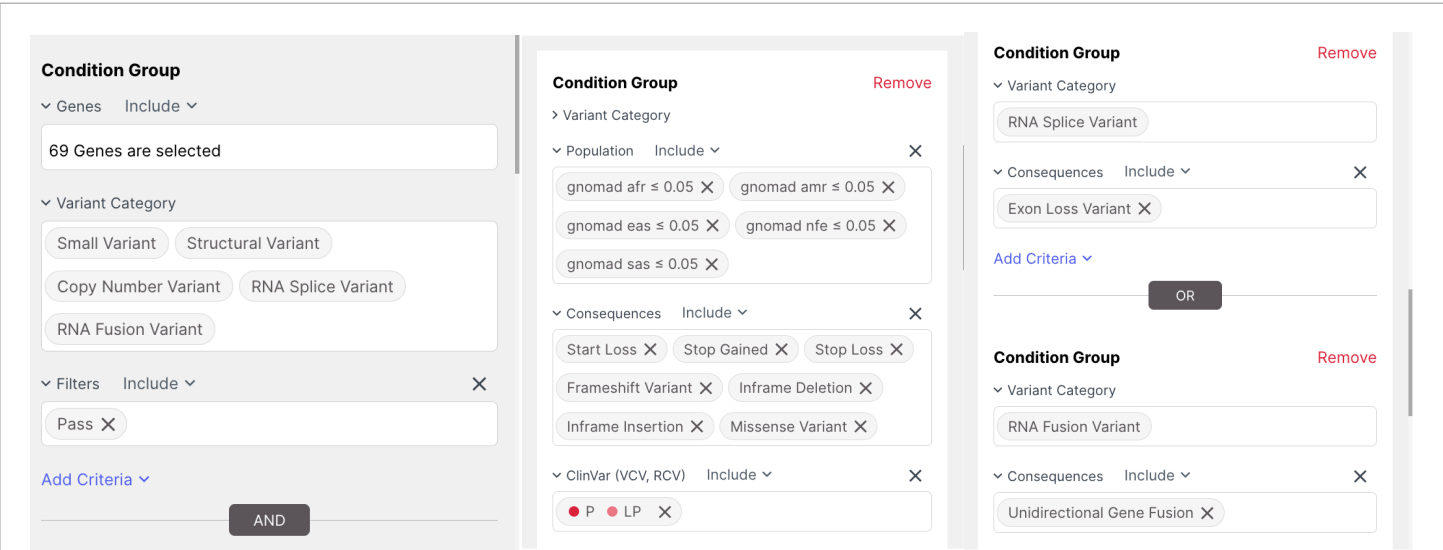 Condition Group
Genes Include
69 Genes are selected
Variant Category
Small Variant Structural Variant
Copy Number Variant RNA Splice Variant
RNA Fusion Variant
Filters Include
Pass
Add Criteria
AND
Condition Group Remove
Variant Category
Population Include
gnomad afr ≤ 0.05 gnomad amr ≤ 0.05
gnomad eas ≤ 0.05 gnomad nfe ≤ 0.05
gnomad sas ≤ 0.05
Consequences Include
Start Loss Stop Gained Stop Loss
Frameshift Variant Inframe Deletion
Inframe Insertion Missense Variant
ClinVar (VCV, RCV) Include
P LP
Condition Group Remove
Variant Category
RNA Splice Variant
Consequences Include
Exon Loss Variant
Add Criteria
OR
Condition Group Remove
Variant Category
RNA Fusion Variant
Consequences Include
Unidirectional Gene Fusion